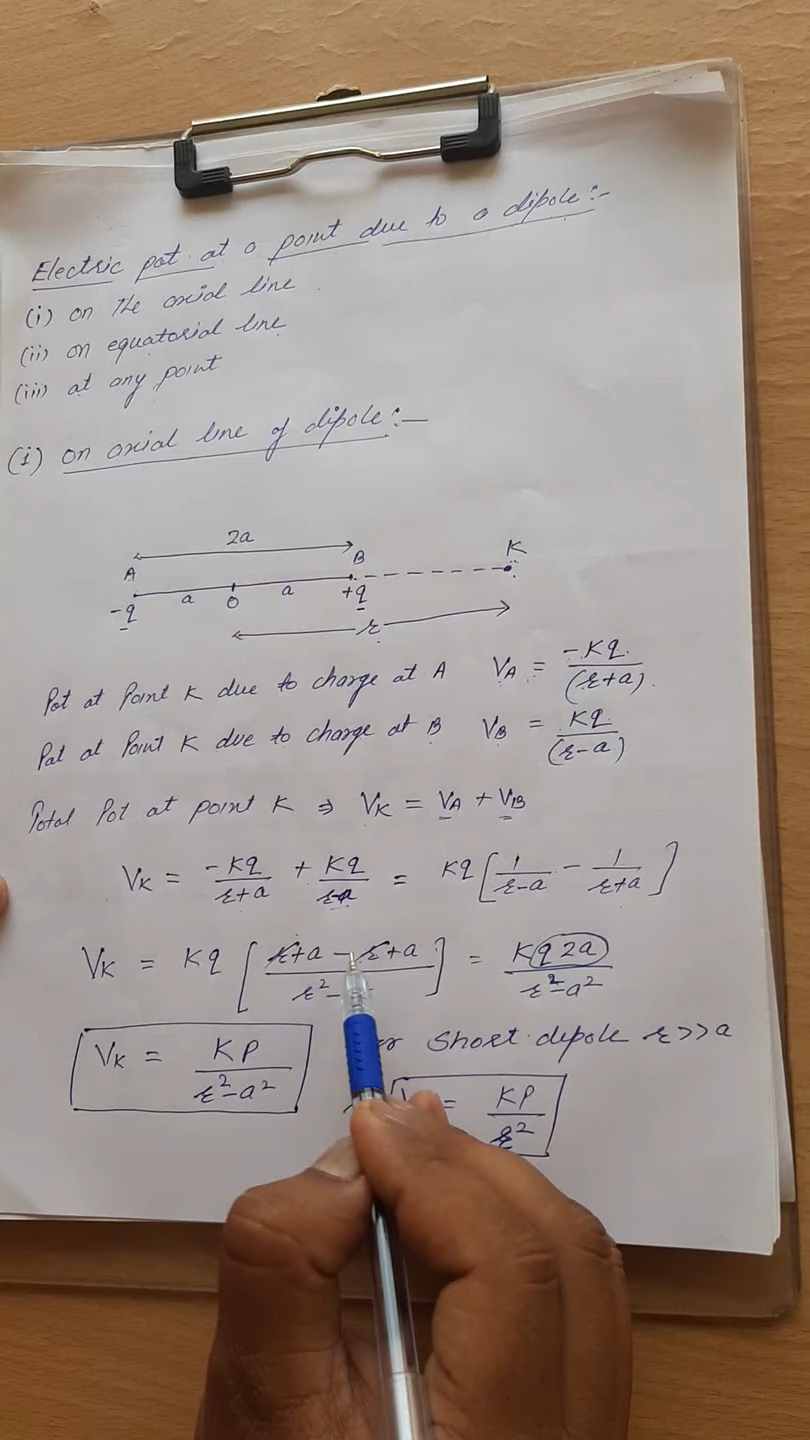 Electric pot. at a point due to a dipole:-
(i) on the axial line
(ii) on equatorial line
(iii) at any point
(i) on axial line of dipole:-
2a
A B K
-q a O a +q
r
Pot at Point K due to charge at A VA = -Kq/(r+a)
Pot at Point K due to charge at B VB = Kq/(r-a)
Total Pot at point K ⇒ VK = VA + VB
VK = -Kq/r+a + Kq/r-a = Kq[1/r-a - 1/r+a]
VK = Kq [r+a-r+a/r²-] = Kq2a/r²-a²
VK = KP/r²-a² Short dipole r>>a
= KP/r²